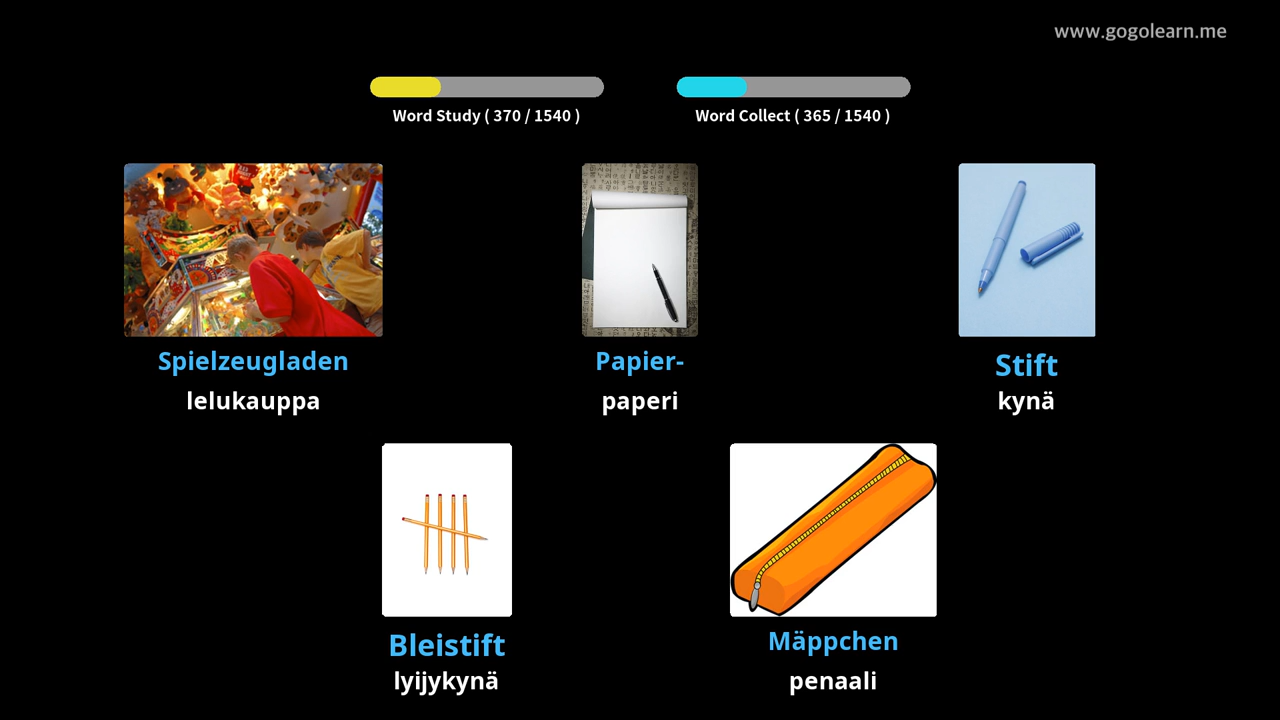 www.gogolearn.me
Word Study ( 370 / 1540 )
Word Collect ( 365 / 1540 )
Spielzeugladen
lelukauppa
Papier-
paperi
Stift
kynä
Bleistift
lyijykynä
Mäppchen
penaali